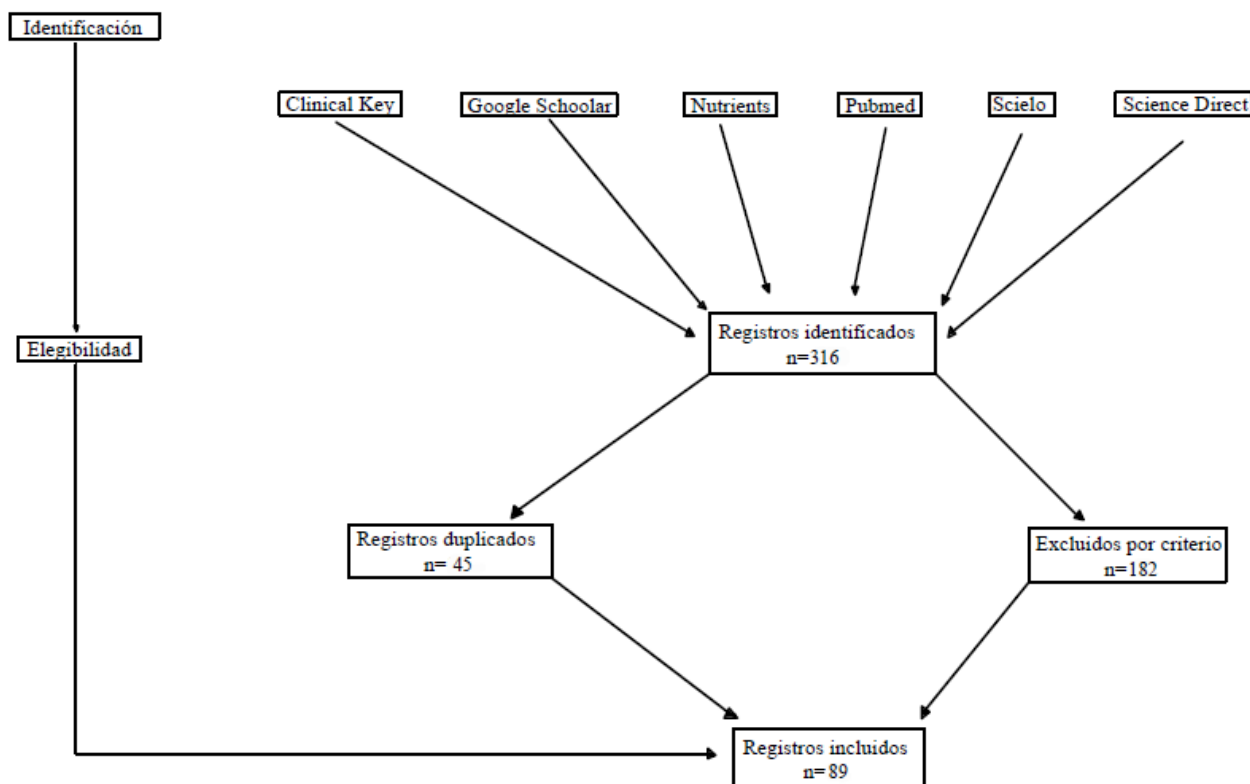 Identificación
Clinical Key
Google Schoolar
Nutrients
Pubmed
Scielo
Science Direct
Registros identificados
n=316
Elegibilidad
Registros duplicados
n= 45
Excluidos por criterio
n=182
Registros incluidos
n=89